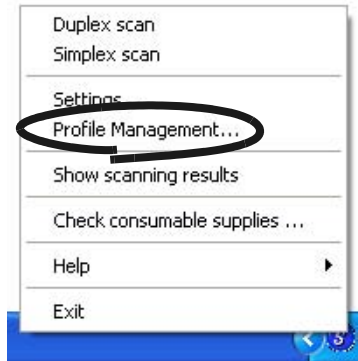 Duplex scan
Simplex scan
Settings...
Profile Management...
Show scanning results
Check consumable supplies ...
Help
Exit
S